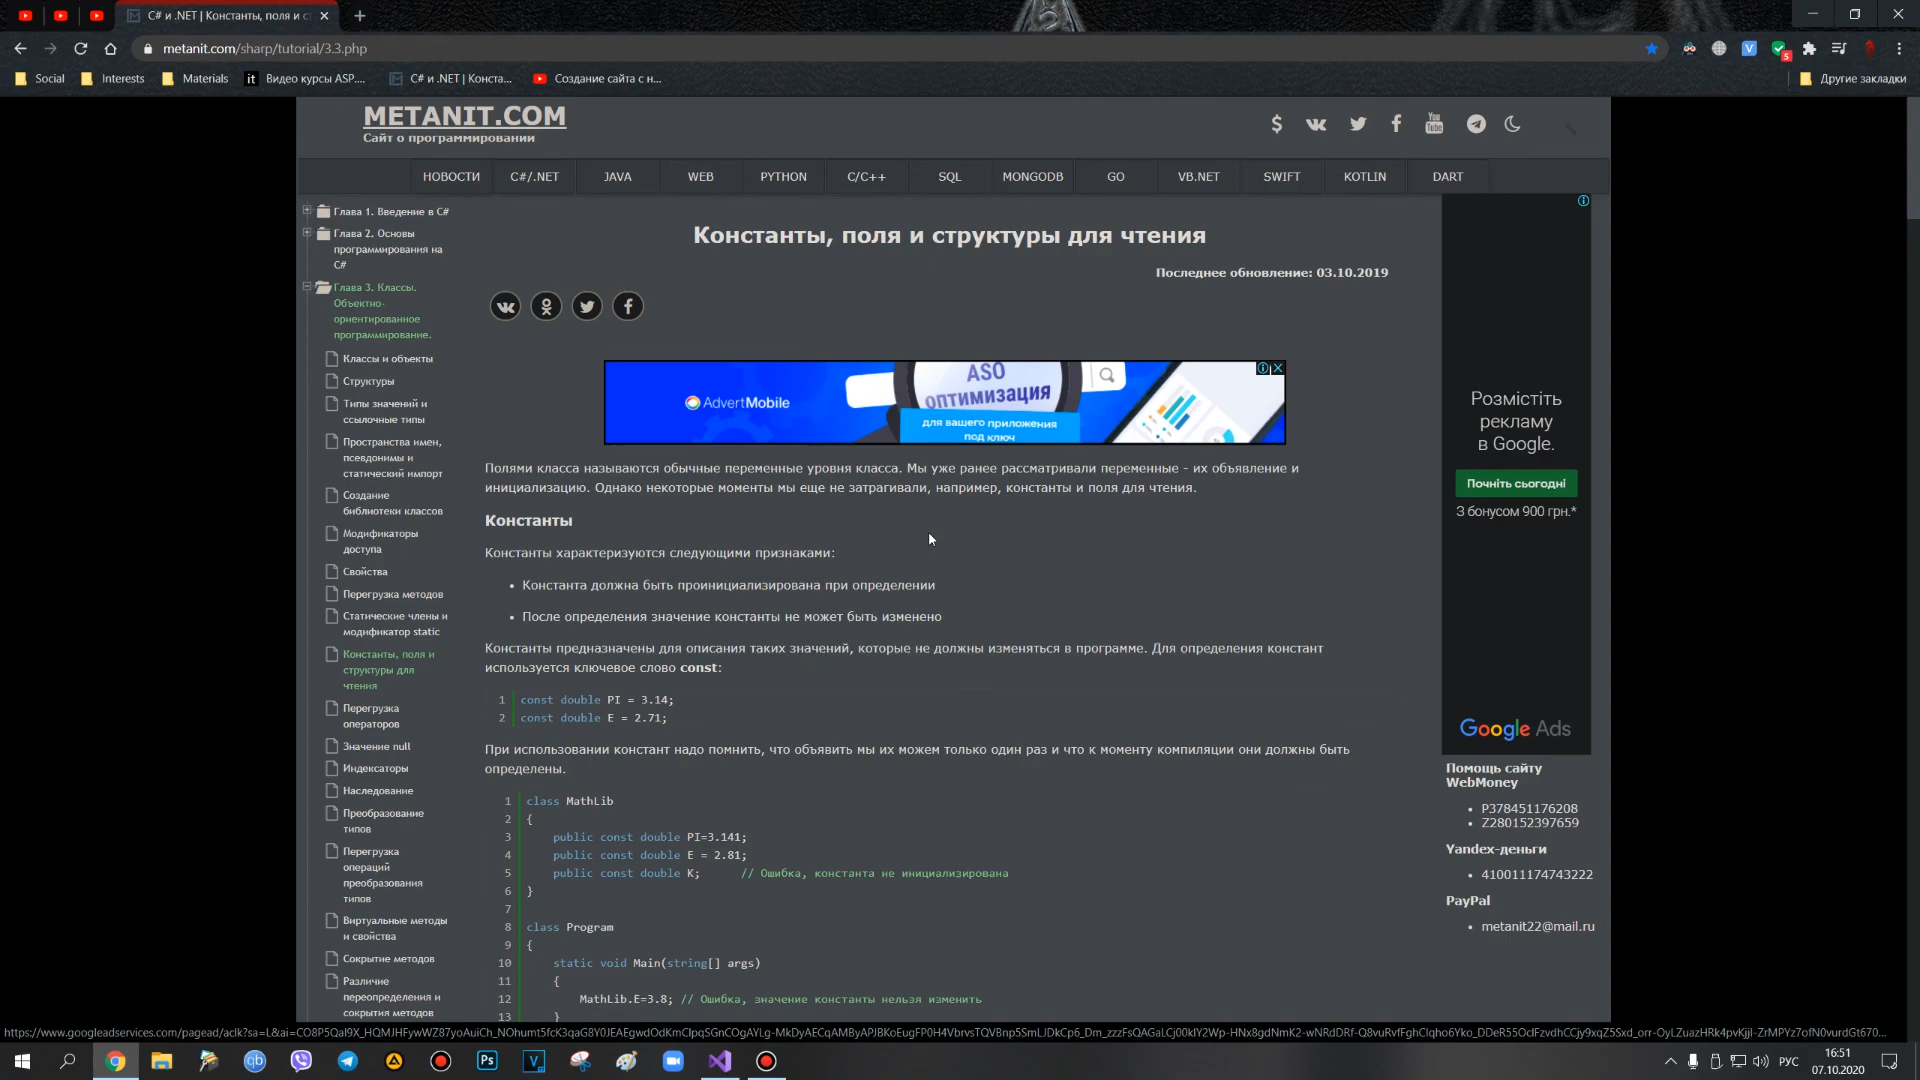 C# и .NET | Константы, поля и с
metanit.com/sharp/tutorial/3.3.php
Social
Interests
Materials
it
Видео курсы ASP....
C# и .NET | Конста...
Создание сайта с н...
Другие закладки
METANIT.COM
Сайт о программировании
НОВОСТИ
C#/.NET
JAVA
WEB
PYTHON
C/C++
SQL
MONGODB
GO
VB.NET
SWIFT
KOTLIN
DART
Глава 1. Введение в C#
Глава 2. Основы
программирования на
C#
Глава 3. Классы.
Объектно-
ориентированное
программирование.
Классы и объекты
Структуры
Типы значений и
ссылочные типы
Пространства имен,
псевдонимы и
статический импорт
Создание
библиотеки классов
Модификаторы
доступа
Свойства
Перегрузка методов
Статические члены и
модификатор static
Константы, поля и
структуры для
чтения
Перегрузка
операторов
Значение null
Индексаторы
Наследование
Преобразование
типов
Перегрузка
операций
преобразования
типов
Виртуальные методы
и свойства
Сокрытие методов
Различие
переопределения и
сокрытия методов
Константы, поля и структуры для чтения
Последнее обновление: 03.10.2019
AdvertMobile
ASO
оптимизация
для вашего приложения
под ключ
Полями класса называются обычные переменные уровня класса. Мы уже ранее рассматривали переменные - их объявление и
инициализацию. Однако некоторые моменты мы еще не затрагивали, например, константы и поля для чтения.
Константы
Константы характеризуются следующими признаками:
• Константа должна быть проинициализирована при определении
• После определения значение константы не может быть изменено
Константы предназначены для описания таких значений, которые не должны изменяться в программе. Для определения констант
используется ключевое слово const:
1 const double PI = 3.14;
2 const double E = 2.71;
При использовании констант надо помнить, что объявить мы их можем только один раз и что к моменту компиляции они должны быть
определены.
1 class MathLib
2 {
3 public const double PI=3.141;
4 public const double E = 2.81;
5 public const double K; // Ошибка, константа не инициализирована
6 }
7
8 class Program
9 {
10 static void Main(string[] args)
11 {
12 MathLib.E=3.8; // Ошибка, значение константы нельзя изменить
13 }
Розмістіть
рекламу
в Google.
Почніть сьогодні
З бонусом 900 грн.*
Google Ads
Помощь сайту
WebMoney
• P378451176208
• Z280152397659
Yandex-деньги
• 410011174743222
PayPal
• metanit22@mail.ru
РУС
16:51
07.10.2020